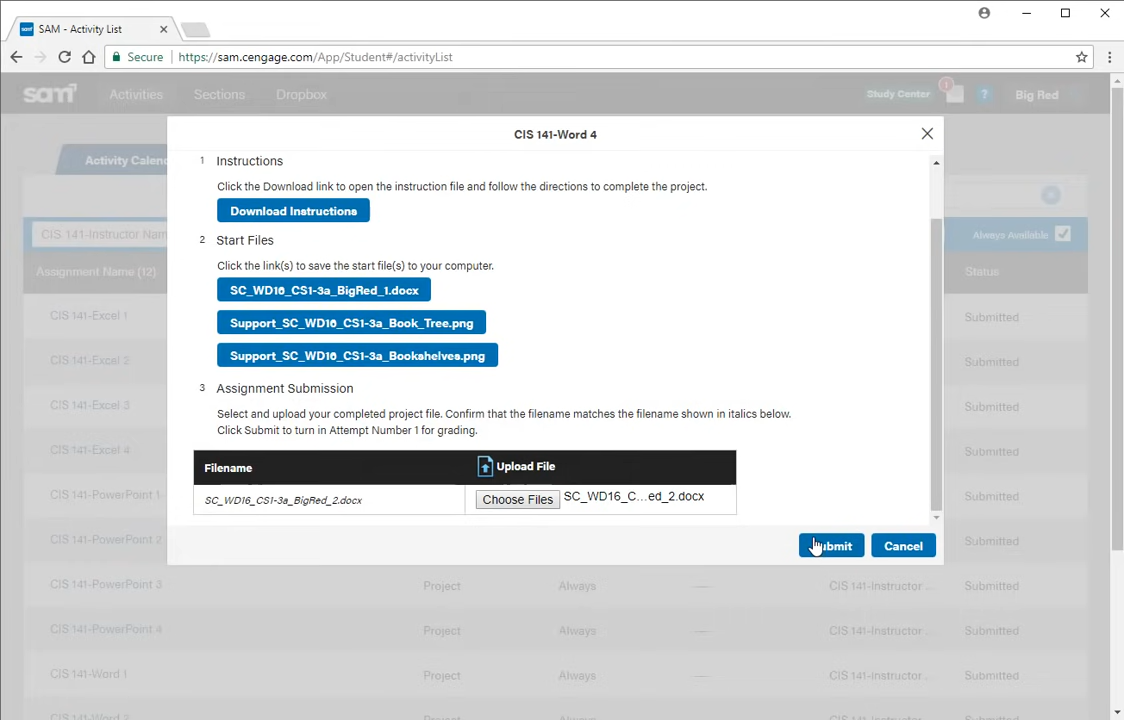 sam SAM - Activity List
Secure https://sam.cengage.com/App/Student#/activityList
sam Activities Sections Dropbox Study Center 1 ? Big Red
CIS 141-Word 4
Activity
1 Instructions
Click the Download link to open the instruction file and follow the directions to complete the project.
Download Instructions
CIS 141-Instructor Always Available
2 Start Files
Click the link(s) to save the start file(s) to your computer.
Assignment Name (12) Status
SC_WD16_CS1-3a_BigRed_1.docx
CIS 141-Excel 1 Submitted
Support_SC_WD16_CS1-3a_Book_Tree.png
CIS 141-Excel 2 Submitted
Support_SC_WD16_CS1-3a_Bookshelves.png
3 Assignment Submission
CIS 141-Excel 3 Submitted
Select and upload your completed project file. Confirm that the filename matches the filename shown in italics below.
Click Submit to turn in Attempt Number 1 for grading.
CIS 141-Excel 4 Submitted
Filename Upload File
CIS 141-PowerPoint 1 Submitted
SC_WD16_CS1-3a_BigRed_2.docx Choose Files SC_WD16_C...ed_2.docx
CIS 141-PowerPoint 2 Submitted
Submit Cancel
CIS 141-PowerPoint 3 Project Always CIS 141-Instructor .. Submitted
CIS 141-PowerPoint 4 Project Always CIS 141-Instructor .. Submitted
CIS 141-Word 1 Project Always CIS 141-Instructor .. Submitted